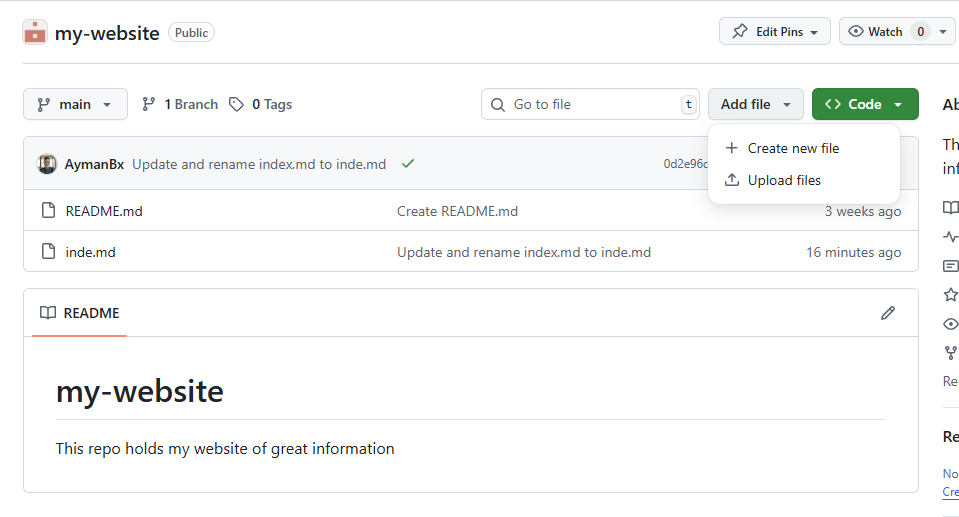 my-website Public Edit Pins Watch 0
main 1 Branch 0 Tags Go to file t Add file Code
Create new file
Upload files
AymanBx Update and rename index.md to inde.md 0d2e96
README.md Create README.md 3 weeks ago
inde.md Update and rename index.md to inde.md 16 minutes ago
README
my-website
This repo holds my website of great information
Ab
Th
inf
Re
Re
No
Cre